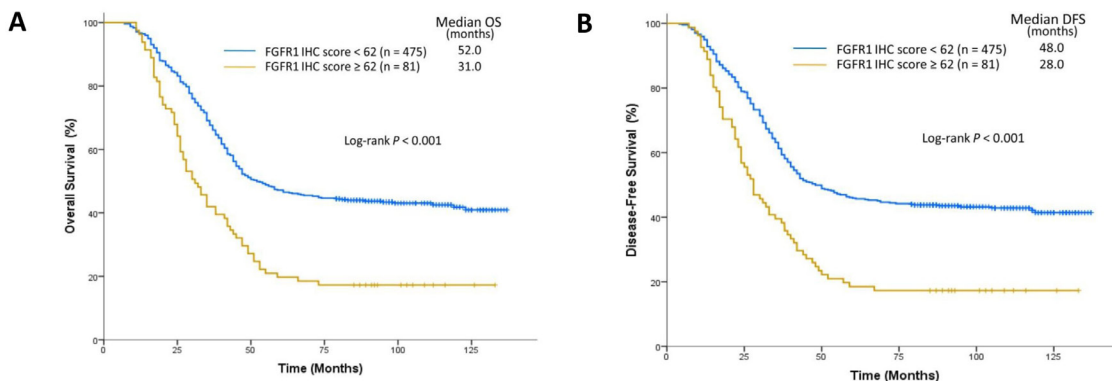 A
Median OS
(months)
FGFR1 IHC score < 62 (n = 475) 52.0
FGFR1 IHC score ≥ 62 (n = 81) 31.0
Log-rank P < 0.001
Overall Survival (%)
100
80
60
40
20
0
0 25 50 75 100 125
Time (Months)
B
Median DFS
(months)
FGFR1 IHC score < 62 (n = 475) 48.0
FGFR1 IHC score ≥ 62 (n = 81) 28.0
Log-rank P < 0.001
Disease-Free Survival (%)
100
80
60
40
20
0
0 25 50 75 100 125
Time (Months)